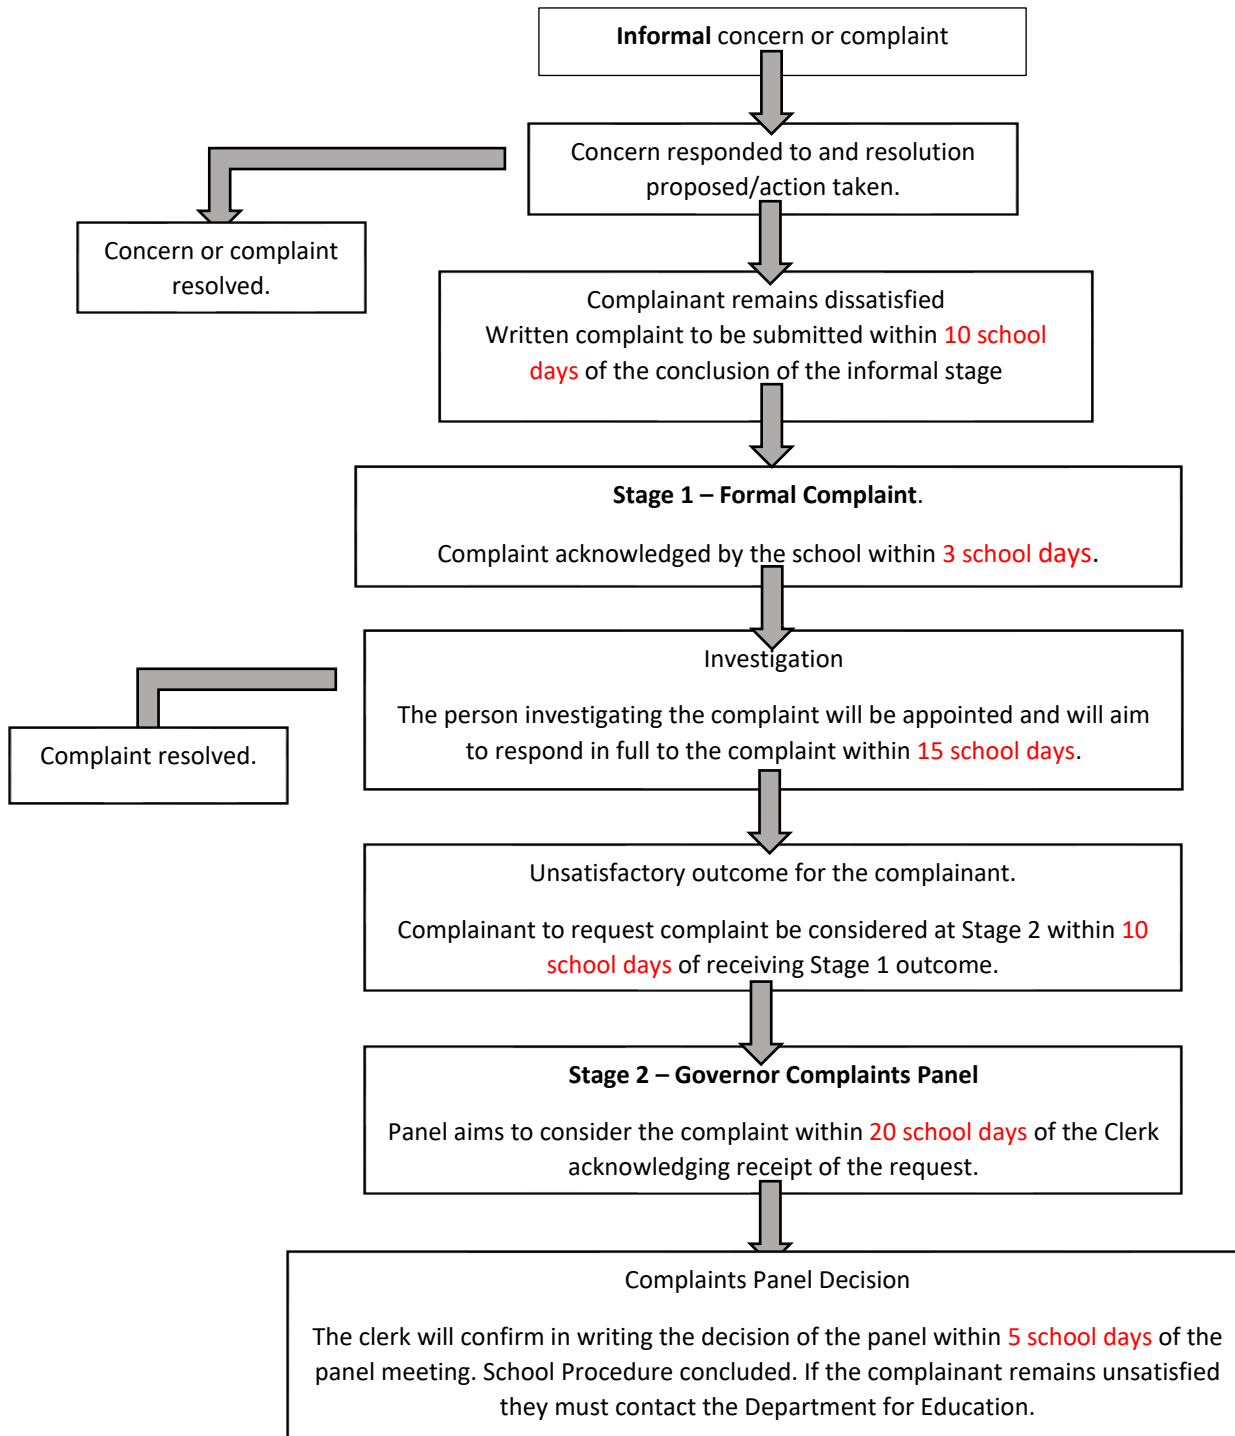 Informal concern or complaint
Concern responded to and resolution
proposed/action taken.
Concern or complaint
resolved.
Complainant remains dissatisfied
Written complaint to be submitted within 10 school
days of the conclusion of the informal stage
Stage 1 – Formal Complaint.
Complaint acknowledged by the school within 3 school days.
Investigation
The person investigating the complaint will be appointed and will aim
to respond in full to the complaint within 15 school days.
Complaint resolved.
Unsatisfactory outcome for the complainant.
Complainant to request complaint be considered at Stage 2 within 10
school days of receiving Stage 1 outcome.
Stage 2 – Governor Complaints Panel
Panel aims to consider the complaint within 20 school days of the Clerk
acknowledging receipt of the request.
Complaints Panel Decision
The clerk will confirm in writing the decision of the panel within 5 school days of the
panel meeting. School Procedure concluded. If the complainant remains unsatisfied
they must contact the Department for Education.